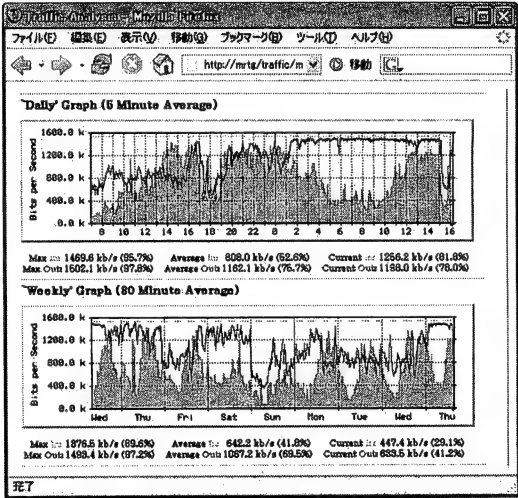 Traffic Analysis - Mozilla Firefox
ファイル(F) 編集(E) 表示(V) 移動(G) ブックマーク(B) ツール(T) ヘルプ(H)
http://mrtg/traffic/m 移動 G
`Daily' Graph (5 Minute Average)
Bits per Second
1600.0 k
1200.0 k
800.0 k
400.0 k
0.0 k
8 10 12 14 16 18 20 22 0 2 4 6 8 10 12 14 16
Max In: 1469.6 kb/s (95.7%) Average In: 808.0 kb/s (52.6%) Current In: 1256.2 kb/s (81.8%)
Max Out: 1502.1 kb/s (97.8%) Average Out: 1162.1 kb/s (75.7%) Current Out: 1198.0 kb/s (78.0%)
`Weekly' Graph (30 Minute Average)
Bits per Second
1600.0 k
1200.0 k
800.0 k
400.0 k
0.0 k
Wed Thu Fri Sat Sun Mon Tue Wed Thu
Max In: 1376.5 kb/s (89.6%) Average In: 642.2 kb/s (41.8%) Current In: 447.4 kb/s (29.1%)
Max Out: 1493.4 kb/s (97.2%) Average Out: 1067.2 kb/s (69.5%) Current Out: 633.5 kb/s (41.2%)
完了